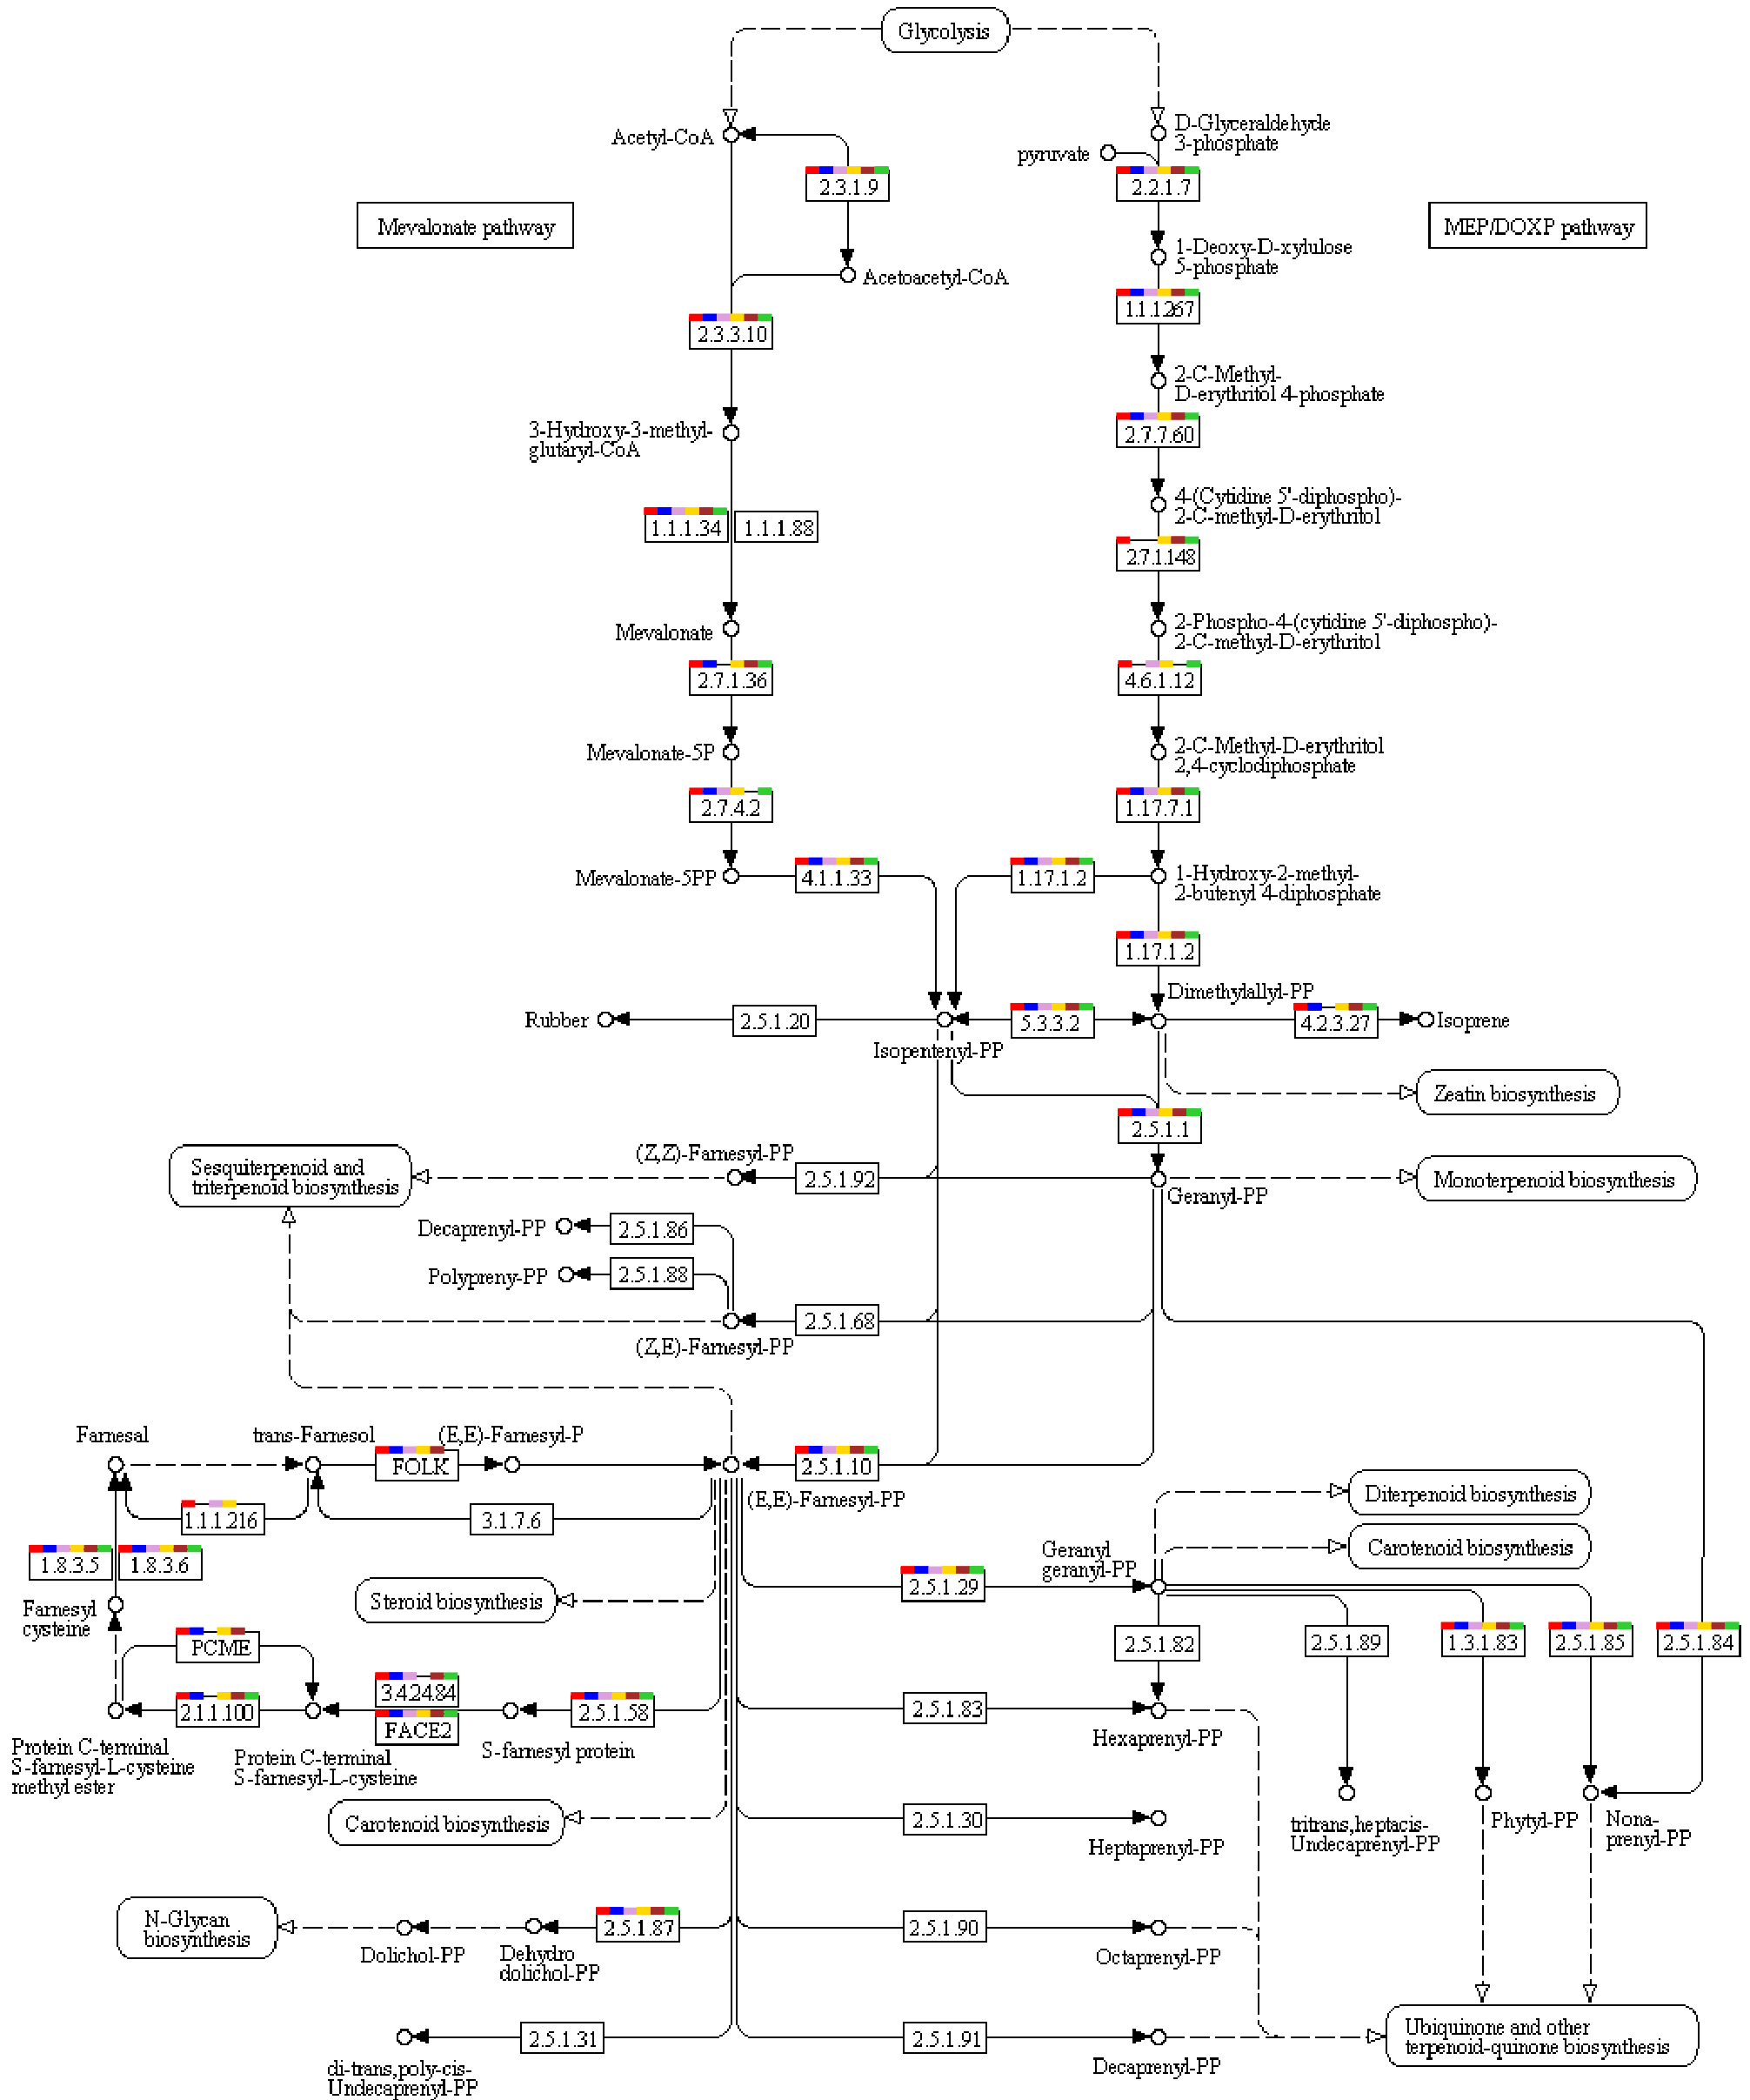 Glycolysis
Acetyl-CoA
D-Glyceraldehyde
3-phosphate
pyruvate
2.3.1.9
2.2.1.7
Mevalonate pathway
MEP/DOXP pathway
1-Deoxy-D-xylulose
5-phosphate
Acetoacetyl-CoA
1.1.1.267
2.3.3.10
2-C-Methyl-
D-erythritol 4-phosphate
3-Hydroxy-3-methyl-
glutaryl-CoA
2.7.7.60
4-(Cytidine 5'-diphospho)-
2-C-methyl-D-erythritol
1.1.1.34
1.1.1.88
2.7.1.148
Mevalonate
2-Phospho-4-(cytidine 5'-diphospho)-
2-C-methyl-D-erythritol
2.7.1.36
4.6.1.12
Mevalonate-5P
2-C-Methyl-D-erythritol
2,4-cyclodiphosphate
2.7.4.2
1.17.7.1
Mevalonate-5PP
4.1.1.33
1.17.1.2
1-Hydroxy-2-methyl-
2-butenyl 4-diphosphate
1.17.1.2
Dimethylallyl-PP
Rubber
2.5.1.20
5.3.3.2
4.2.3.27
Isoprene
Isopentenyl-PP
Zeatin biosynthesis
2.5.1.1
(Z,Z)-Farnesyl-PP
Sesquiterpenoid and
triterpenoid biosynthesis
2.5.1.92
Monoterpenoid biosynthesis
Geranyl-PP
Decaprenyl-PP
2.5.1.86
Polypreny-PP
2.5.1.88
2.5.1.68
(Z,E)-Farnesyl-PP
Farnesal
trans-Farnesol
(E,E)-Farnesyl-P
FOLK
2.5.1.10
(E,E)-Farnesyl-PP
Diterpenoid biosynthesis
1.1.1.216
3.1.7.6
Carotenoid biosynthesis
1.8.3.5
1.8.3.6
Geranyl
geranyl-PP
2.5.1.29
Steroid biosynthesis
Farnesyl
cysteine
PCME
2.5.1.82
2.5.1.89
1.3.1.83
2.5.1.85
2.5.1.84
3.4.24.84
2.1.1.100
FACE2
2.5.1.58
2.5.1.83
Hexaprenyl-PP
Protein C-terminal
S-farnesyl-L-cysteine
methyl ester
Protein C-terminal
S-farnesyl-L-cysteine
S-farnesyl protein
Carotenoid biosynthesis
2.5.1.30
Heptaprenyl-PP
tritrans,heptacis-
Undecaprenyl-PP
Phytyl-PP
Nona-
prenyl-PP
N-Glycan
biosynthesis
Dolichol-PP
Dehydro
dolichol-PP
2.5.1.87
2.5.1.90
Octaprenyl-PP
2.5.1.31
2.5.1.91
Decaprenyl-PP
Ubiquinone and other
terpenoid-quinone biosynthesis
di-trans,poly-cis-
Undecaprenyl-PP